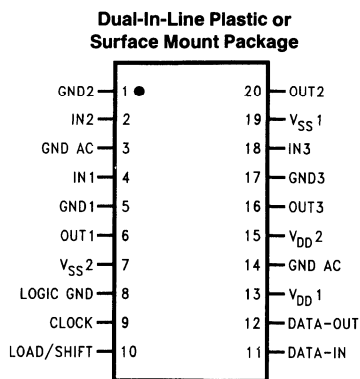 Dual-In-Line Plastic or
Surface Mount Package
GND2 1 20 OUT2
IN2 2 19 VSS1
GND AC 3 18 IN3
IN1 4 17 GND3
GND1 5 16 OUT3
OUT1 6 15 VDD2
VSS2 7 14 GND AC
LOGIC GND 8 13 VDD1
CLOCK 9 12 DATA-OUT
LOAD/SHIFT 10 11 DATA-IN